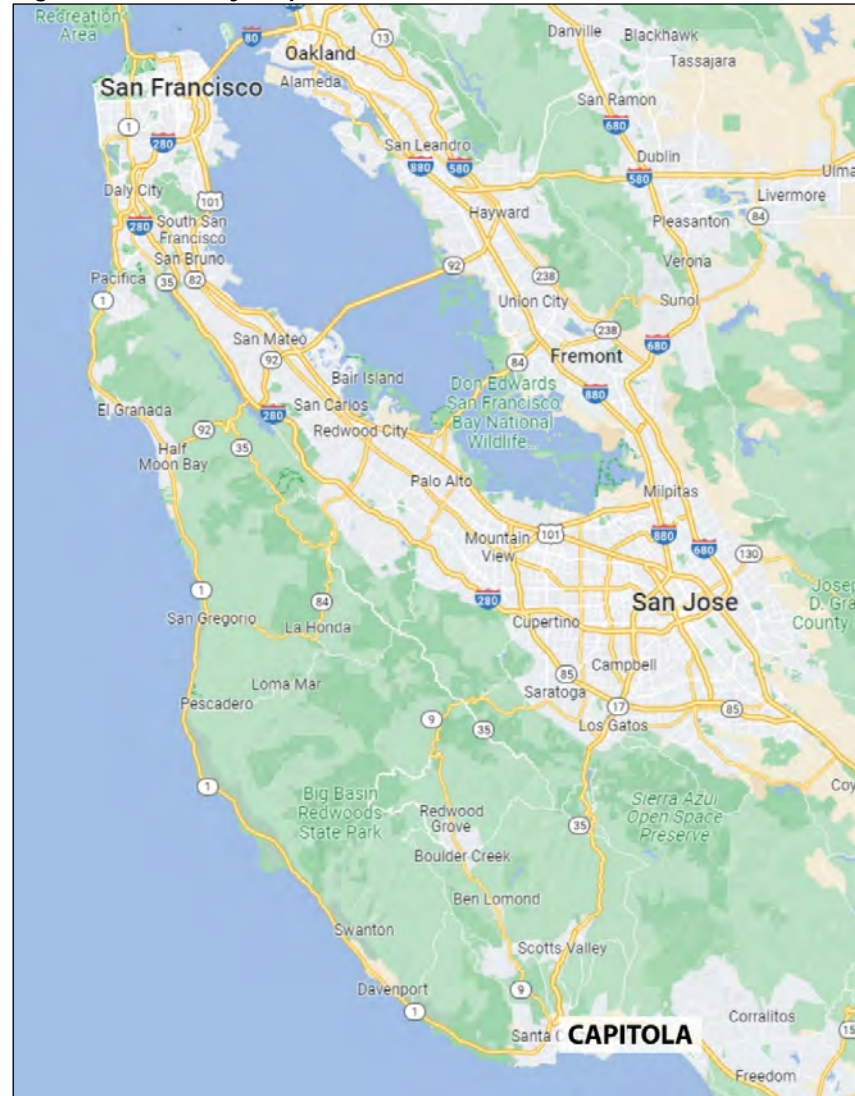 Recreation
Area
80
Oakland
13
Danville
Blackhawk
Tassajara
Alameda
San Francisco
San Ramon
680
1
280
San Leandro
880
580
Dublin
580
Livermore
Daly City
101
Hayward
84
Pleasanton
280
South San
Francisco
San Bruno
92
238
Verona
Pacifica
35
82
1
Union City
Sunol
San Mateo
238
92
84
Fremont
680
Bair Island
Don Edwards
San Francisco
Bay National
Wildlife...
880
El Granada
San Carlos
280
92
35
Redwood City
Half
Moon Bay
Palo Alto
Milpitas
Mountain
View
101
880
680
130
1
84
280
San Jose
San Gregorio
La Honda
Cupertino
Campbell
Loma Mar
85
Saratoga
Pescadero
17
85
9
35
Los Gatos
1
Big Basin
Redwoods
State Park
Sierra Azul
Open Space
Preserve
Redwood
Grove
35
Boulder Creek
Ben Lomond
Swanton
Scotts Valley
Davenport
9
1
Corralitos
Santa
CAPITOLA
Freedom